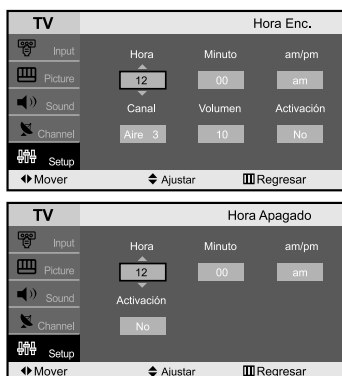 TV Hora Enc.
Input
Hora Minuto am/pm
Picture
12 00 am
Sound
Canal Volumen Activación
Channel
Aire 3 10 No
Setup
Mover Ajustar Regresar
TV Hora Apagado
Input
Hora Minuto am/pm
Picture
12 00 am
Sound
Activación
Channel
No
Setup
Mover Ajustar Regresar